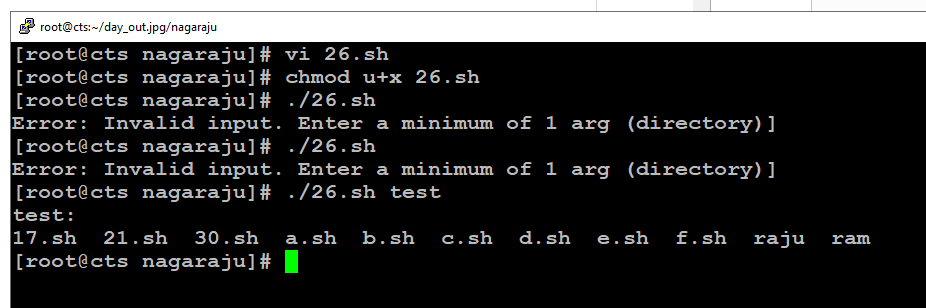 root@cts:~/day_out.jpg/nagaraju
[root@cts nagaraju]# vi 26.sh
[root@cts nagaraju]# chmod u+x 26.sh
[root@cts nagaraju]# ./26.sh
Error: Invalid input. Enter a minimum of 1 arg (directory)]
[root@cts nagaraju]# ./26.sh
Error: Invalid input. Enter a minimum of 1 arg (directory)]
[root@cts nagaraju]# ./26.sh test
test:
17.sh  21.sh  30.sh  a.sh  b.sh  c.sh  d.sh  e.sh  f.sh  raju  ram
[root@cts nagaraju]#